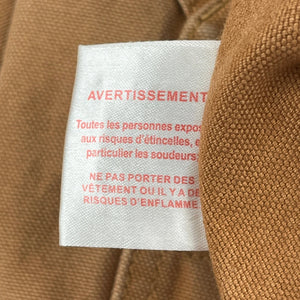 AVERTISSEMENT
Toutes les personnes expos
aux risques d'étincelles, e
particulier les soudeurs;
NE PAS PORTER DES
VÊTEMENT OU IL Y A DE
RISQUES D'ENFLAMME